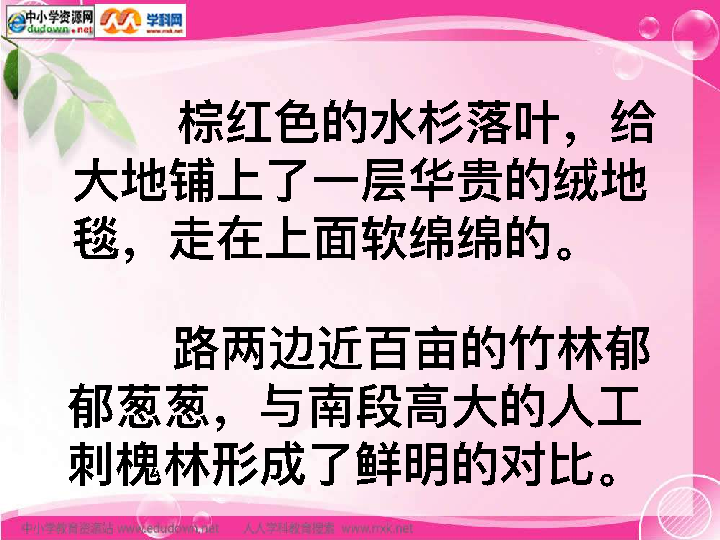 中小学资源网
dudown.net
学科网
棕红色的水杉落叶，给
大地铺上了一层华贵的绒地
毯，走在上面软绵绵的。
路两边近百亩的竹林郁
郁葱葱，与南段高大的人工
刺槐林形成了鲜明的对比。
中小学教育资源站 www.edudown.net 人人学科教育搜索 www.rrxk.net